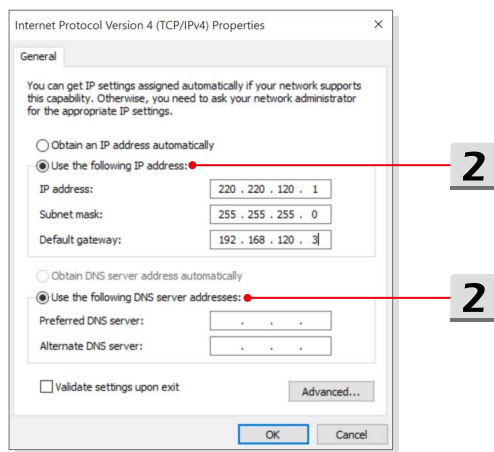 Internet Protocol Version 4 (TCP/IPv4) Properties
General
You can get IP settings assigned automatically if your network supports
this capability. Otherwise, you need to ask your network administrator
for the appropriate IP settings.
Obtain an IP address automatically
Use the following IP address:
2
IP address: 220 . 220 . 120 . 1
Subnet mask: 255 . 255 . 255 . 0
Default gateway: 192 . 168 . 120 . 3
Obtain DNS server address automatically
Use the following DNS server addresses:
2
Preferred DNS server: . . .
Alternate DNS server: . . .
Validate settings upon exit
Advanced...
OK Cancel